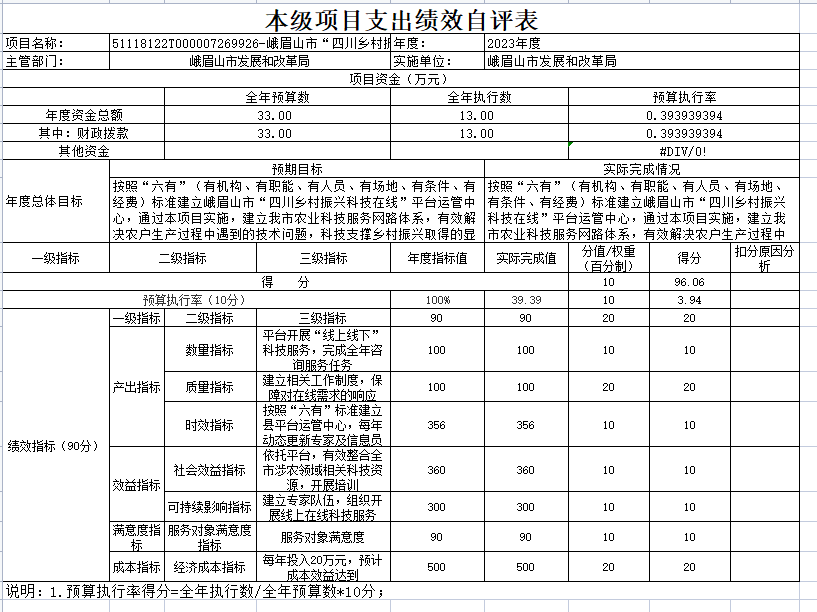 本级项目支出绩效自评表
项目名称： 51118122T000007269926-峨眉山市“四川乡村振 年度： 2023年度
主管部门： 峨眉山市发展和改革局 实施单位： 峨眉山市发展和改革局
项目资金（万元）
全年预算数 全年执行数 预算执行率
年度资金总额 33.00 13.00 0.393939394
其中：财政拨款 33.00 13.00 0.393939394
其他资金 #DIV/0!
年度总体目标
预期目标 实际完成情况
按照“六有”（有机构、有职能、有人员、有场地、有条件、有
经费）标准建立峨眉山市“四川乡村振兴科技在线”平台运管中
心，通过本项目实施，建立我市农业科技服务网路体系，有效解
决农户生产过程中遇到的技术问题，科技支撑乡村振兴取得的显
按照“六有”（有机构、有职能、有人员、有场地、
有条件、有经费）标准建立峨眉山市“四川乡村振兴
科技在线”平台运管中心，通过本项目实施，建立我
市农业科技服务网路体系，有效解决农户生产过程中
一级指标 二级指标 三级指标 年度指标值 实际完成值 分值/权重 得分 扣分原因分
（百分制） 析
得 分 10 96.06
预算执行率（10分） 100% 39.39 10 3.94
绩效指标（90分）
一级指标 二级指标 三级指标 90 90 20 20
产出指标
数量指标
平台开展“线上线下”
科技服务，完成全年咨
询服务任务
100 100 10 10
质量指标
建立相关工作制度，保
障对在线需求的响应
100 100 20 20
时效指标
按照“六有”标准建立
县平台运管中心，每年
动态更新专家及信息员
356 356 10 10
效益指标
社会效益指标
依托平台，有效整合全
市涉农领域相关科技资
源，开展培训
360 360 10 10
可持续影响指标
建立专家队伍，组织开
展线上在线科技服务
300 300 10 10
满意度指
标
服务对象满意度
指标
服务对象满意度
90 90 10 10
成本指标 经济成本指标
每年投入20万元，预计
成本效益达到
500 500 20 20
说明：1.预算执行率得分=全年执行数/全年预算数*10分；